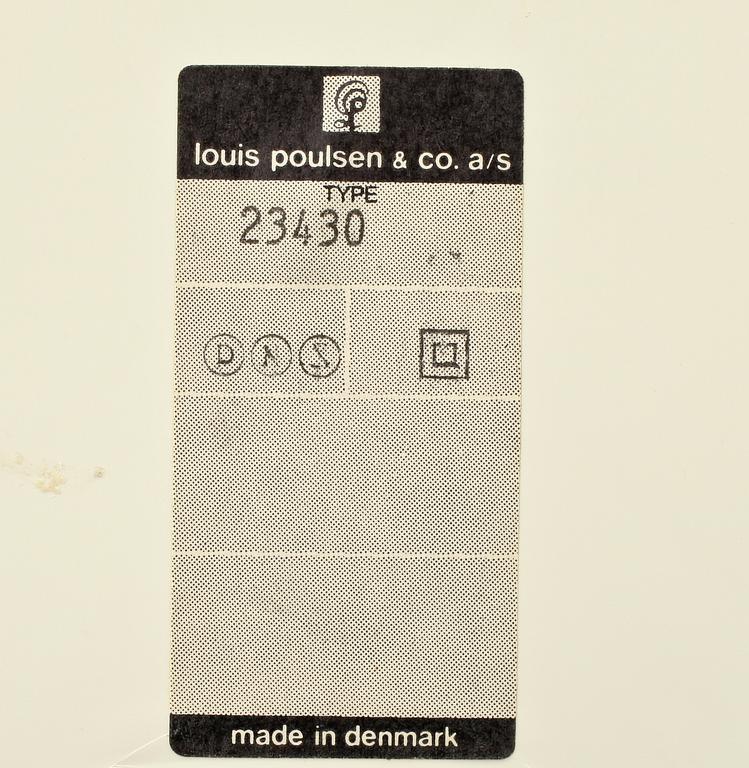 louis poulsen & co. a/s
TYPE
23430
D N S
made in denmark